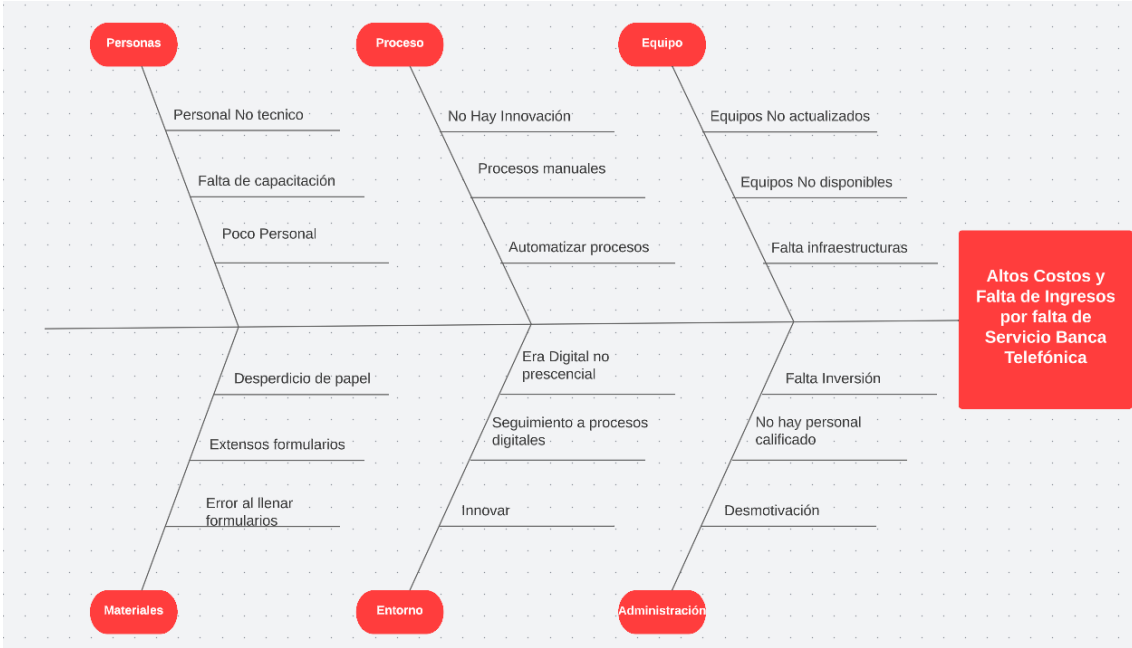 Personas
Proceso
Equipo
Personal No tecnico
No Hay Innovación
Equipos No actualizados
Falta de capacitación
Procesos manuales
Equipos No disponibles
Poco Personal
Automatizar procesos
Falta infraestructuras
Altos Costos y
Falta de Ingresos
por falta de
Servicio Banca
Telefónica
Desperdicio de papel
Era Digital no
prescencial
Falta Inversión
Extensos formularios
Seguimiento a procesos
digitales
No hay personal
calificado
Error al llenar
formularios
Innovar
Desmotivación
Materiales
Entorno
Administración